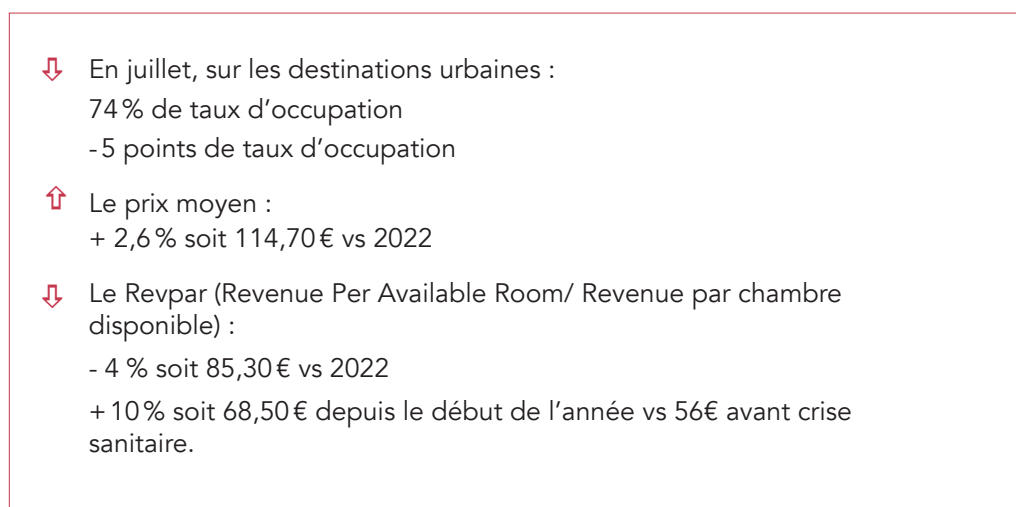 En juillet, sur les destinations urbaines :
74 % de taux d'occupation
- 5 points de taux d'occupation
Le prix moyen :
+ 2,6 % soit 114,70 € vs 2022
Le Revpar (Revenue Per Available Room/ Revenue par chambre
disponible) :
- 4 % soit 85,30 € vs 2022
+ 10 % soit 68,50 € depuis le début de l'année vs 56€ avant crise
sanitaire.